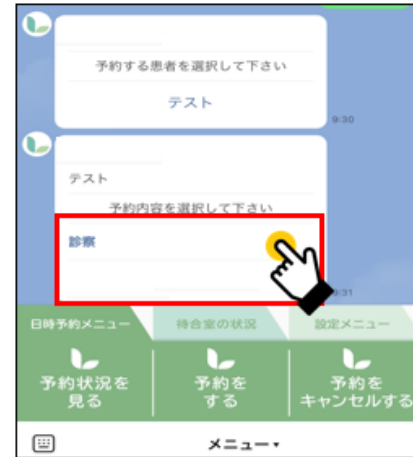 予約する患者を選択して下さい
テスト
9:30
テスト
予約内容を選択して下さい
診察
9:31
日時予約メニュー
待合室の状況
設定メニュー
予約状況を
見る
予約を
する
予約を
キャンセルする
メニュー▾